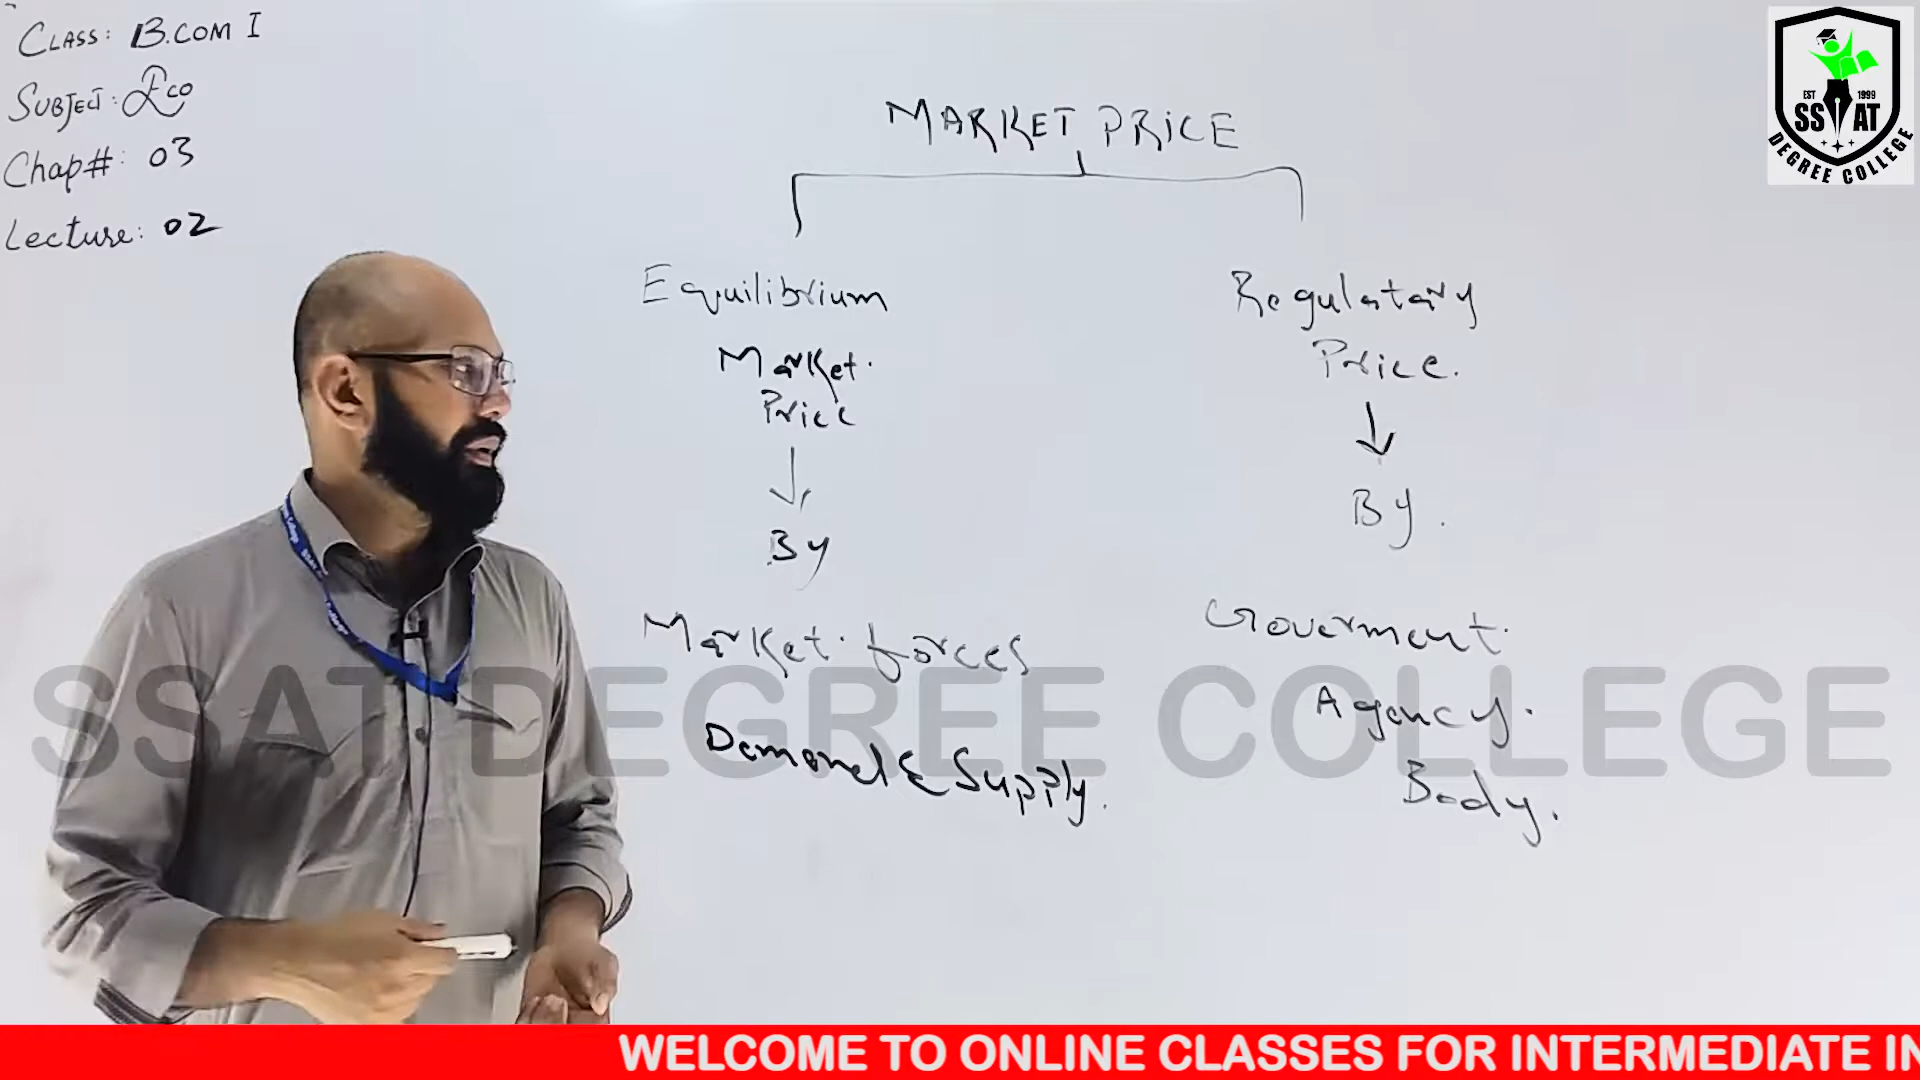 CLASS: B.COM I
SUBJECT: Eco
Chap#: 03
Lecture: 02
MARKET PRICE
Equilibrium
Market.
Price
By
Market forces
Demand & Supply.
Regulatary
Price.
By.
Goverment.
Agency.
Body.
EST 1999
SSAT
DEGREE COLLEGE
SSAT DEGREE COLLEGE
WELCOME TO ONLINE CLASSES FOR INTERMEDIATE IN